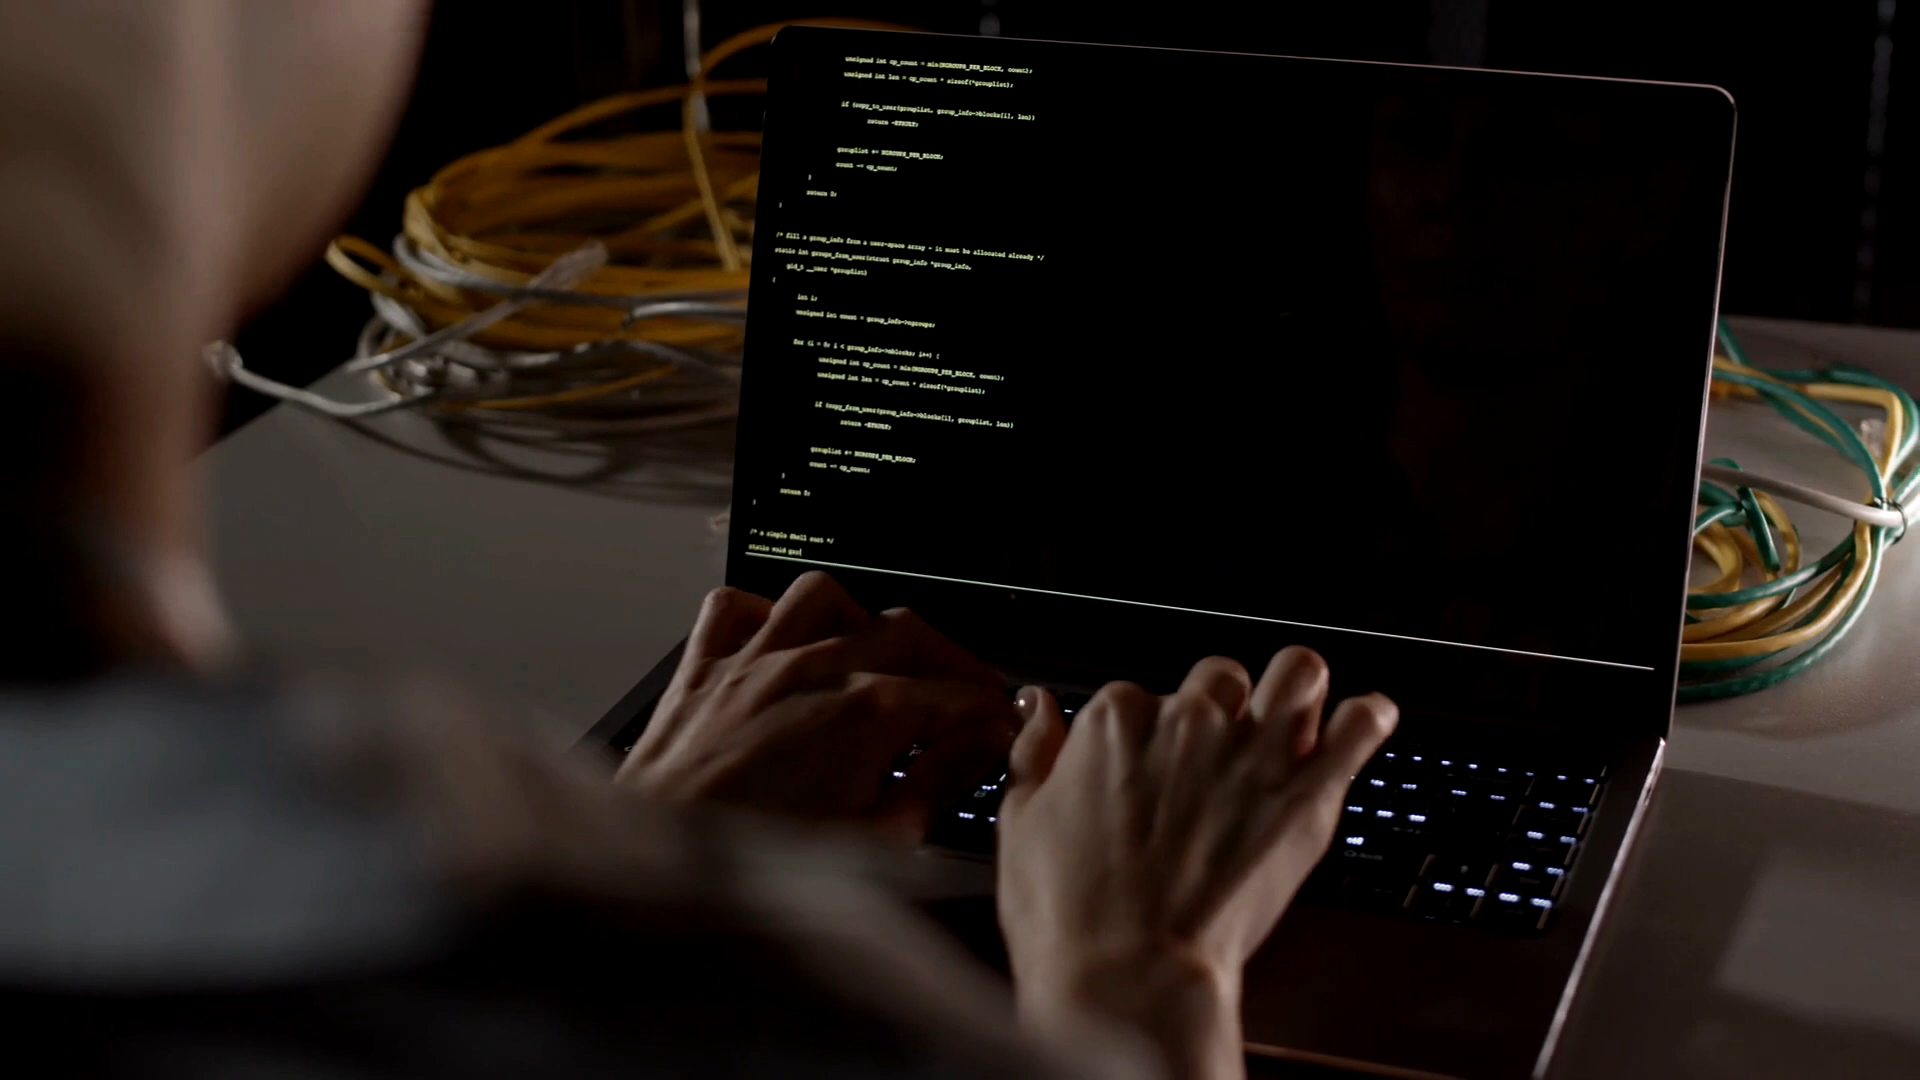 unsigned int cp_count = min(NGROUPS_PER_BLOCK, count);
unsigned int len = cp_count * sizeof(*grouplist);
if (copy_to_user(grouplist, group_info->blocks[i], len))
return -EFAULT;
grouplist += NGROUPS_PER_BLOCK;
count -= cp_count;
}
return 0;
}
/* fill a group_info from a user-space array - it must be allocated already */
static int groups_from_user(struct group_info *group_info,
gid_t __user *grouplist)
{
int i;
unsigned int count = group_info->ngroups;
for (i = 0; i < group_info->nblocks; i++) {
unsigned int cp_count = min(NGROUPS_PER_BLOCK, count);
unsigned int len = cp_count * sizeof(*grouplist);
if (copy_from_user(group_info->blocks[i], grouplist, len))
return -EFAULT;
grouplist += NGROUPS_PER_BLOCK;
count -= cp_count;
}
return 0;
}
/* a simple Shell sort */
static void gro